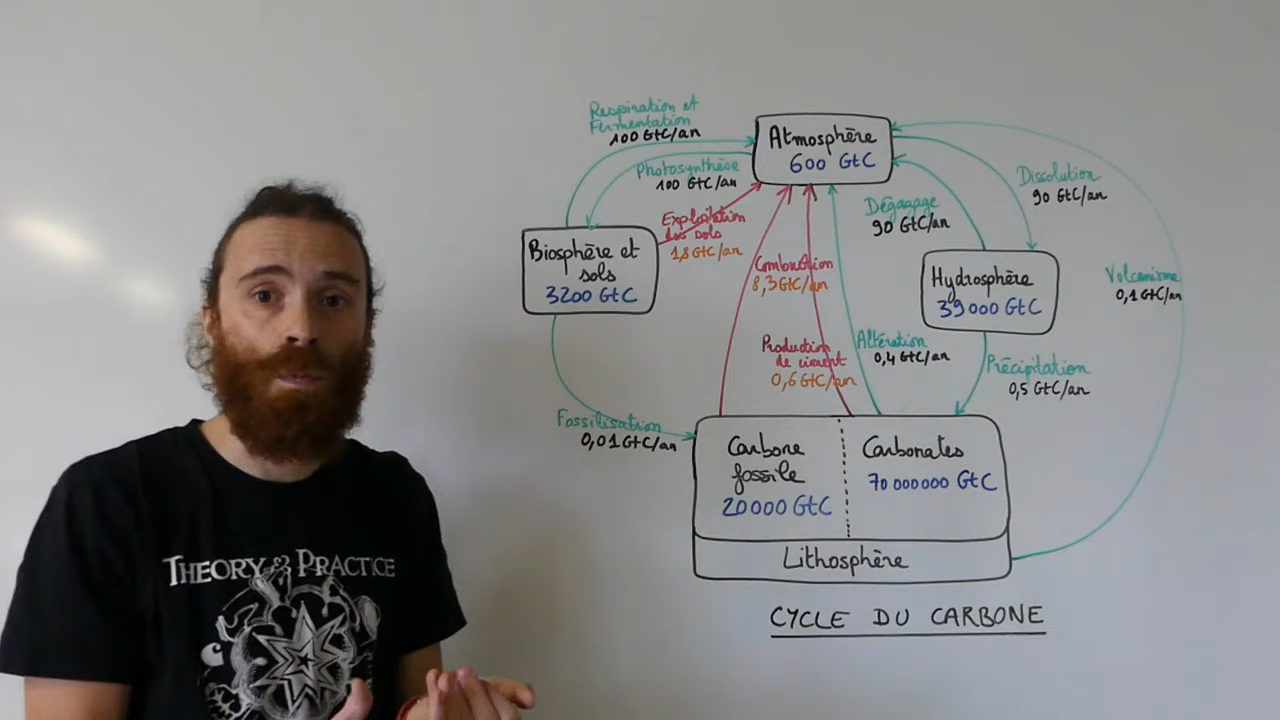 Respiration et
Fermentation
100 GtC/an
Atmosphère
600 GtC
Photosynthèse
100 GtC/an
Dissolution
90 GtC/an
Dégagage
90 GtC/an
Exploitation
des sols
1,8 GtC/an
Biosphère et
sols
3200 GtC
Combustion
8,3 GtC/an
Hydrosphère
39 000 GtC
Volcanisme
0,1 GtC/an
Production
de ciment
0,6 GtC/an
Altération
0,4 GtC/an
Précipitation
0,5 GtC/an
Fossilisation
0,01 GtC/an
Carbone
fossile
20 000 GtC
Carbonates
70 000 000 GtC
Lithosphère
CYCLE DU CARBONE
THEORY & PRACTICE